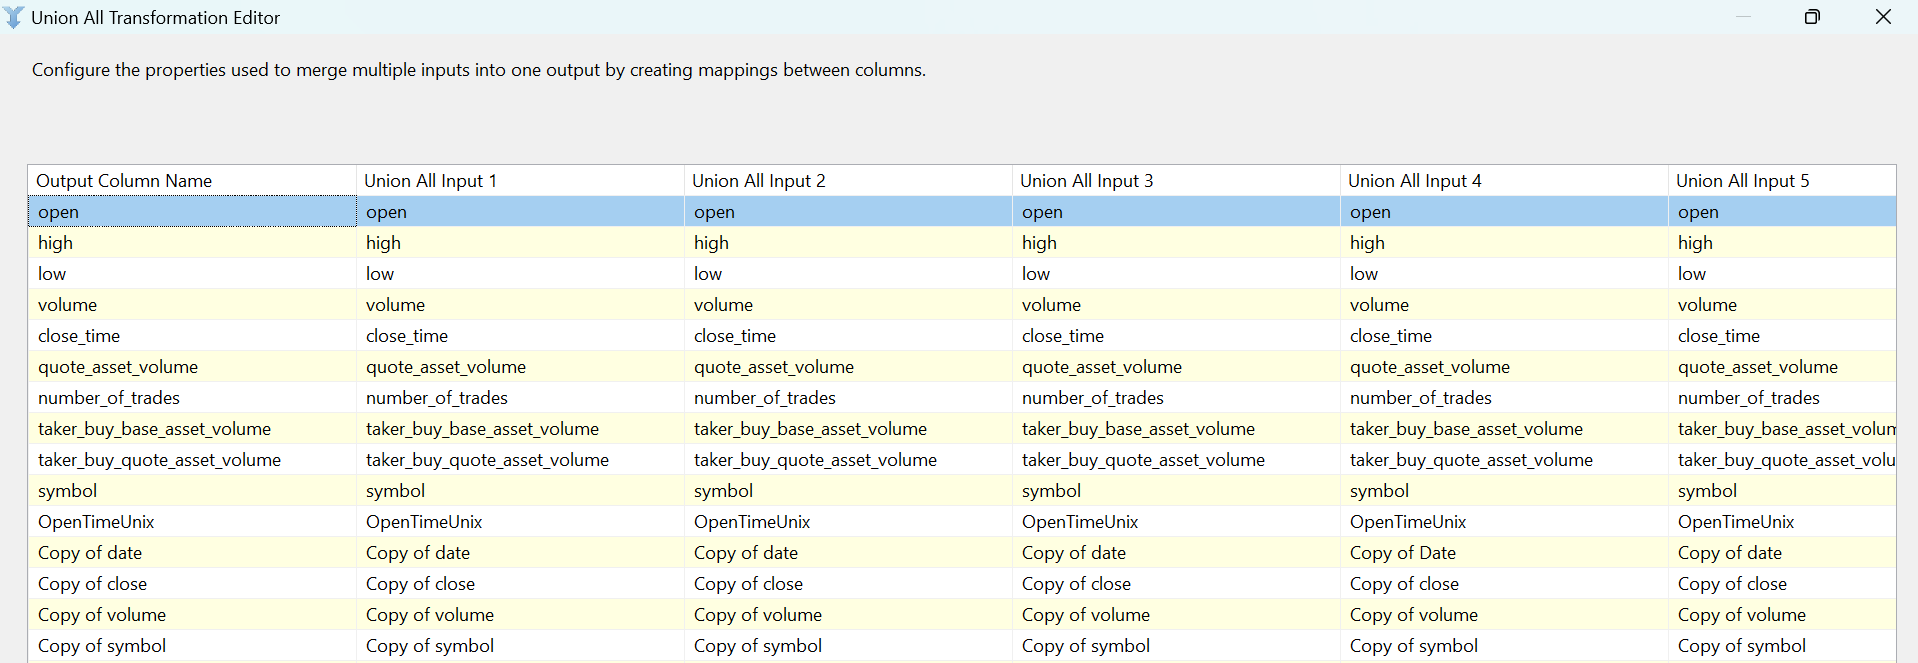 Union All Transformation Editor
Configure the properties used to merge multiple inputs into one output by creating mappings between columns.
Output Column Name Union All Input 1 Union All Input 2 Union All Input 3 Union All Input 4 Union All Input 5
open open open open open open
high high high high high high
low low low low low low
volume volume volume volume volume volume
close_time close_time close_time close_time close_time close_time
quote_asset_volume quote_asset_volume quote_asset_volume quote_asset_volume quote_asset_volume quote_asset_volume
number_of_trades number_of_trades number_of_trades number_of_trades number_of_trades number_of_trades
taker_buy_base_asset_volume taker_buy_base_asset_volume taker_buy_base_asset_volume taker_buy_base_asset_volume taker_buy_base_asset_volume taker_buy_base_asset_volum
taker_buy_quote_asset_volume taker_buy_quote_asset_volume taker_buy_quote_asset_volume taker_buy_quote_asset_volume taker_buy_quote_asset_volume taker_buy_quote_asset_volu
symbol symbol symbol symbol symbol symbol
OpenTimeUnix OpenTimeUnix OpenTimeUnix OpenTimeUnix OpenTimeUnix OpenTimeUnix
Copy of date Copy of date Copy of date Copy of date Copy of Date Copy of date
Copy of close Copy of close Copy of close Copy of close Copy of close Copy of close
Copy of volume Copy of volume Copy of volume Copy of volume Copy of volume Copy of volume
Copy of symbol Copy of symbol Copy of symbol Copy of symbol Copy of symbol Copy of symbol